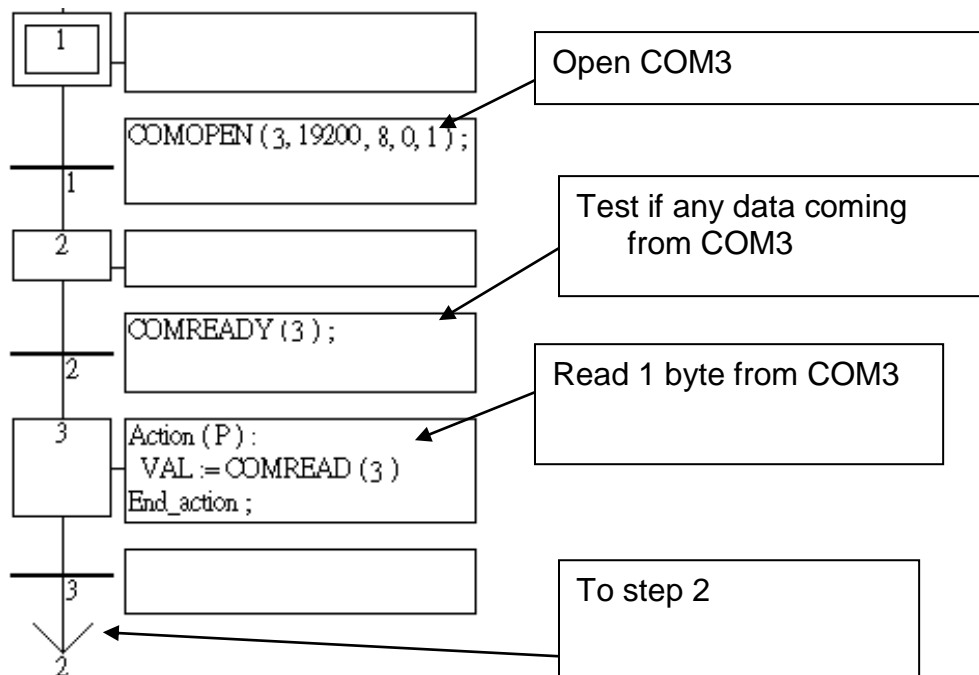 1
Open COM3
COMOPEN ( 3, 19200, 8, 0, 1 ) ;
1
Test if any data coming
from COM3
2
COMREADY ( 3 ) ;
2
Read 1 byte from COM3
3
Action ( P ) :
VAL := COMREAD ( 3 )
End_action ;
3
To step 2
2